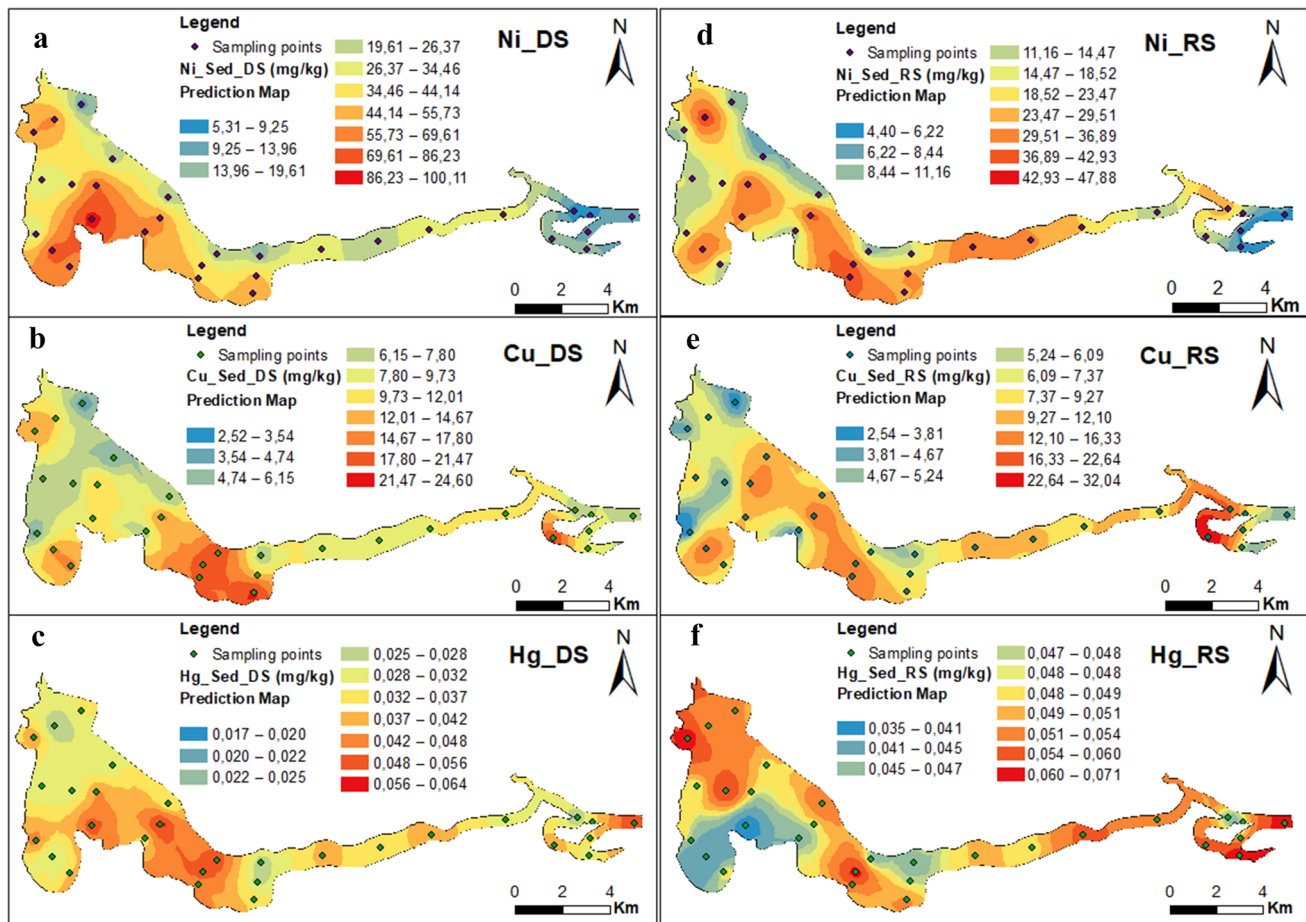 a
Legend
Sampling points
Ni_Sed_DS (mg/kg)
Prediction Map
5,31 – 9,25
9,25 – 13,96
13,96 – 19,61
19,61 – 26,37
26,37 – 34,46
34,46 – 44,14
44,14 – 55,73
55,73 – 69,61
69,61 – 86,23
86,23 – 100,11
Ni_DS
N
0 2 4
Km
d
Legend
Sampling points
Ni_Sed_RS (mg/kg)
Prediction Map
4,40 – 6,22
6,22 – 8,44
8,44 – 11,16
11,16 – 14,47
14,47 – 18,52
18,52 – 23,47
23,47 – 29,51
29,51 – 36,89
36,89 – 42,93
42,93 – 47,88
Ni_RS
N
0 2 4
Km
b
Legend
Sampling points
Cu_Sed_DS (mg/kg)
Prediction Map
2,52 – 3,54
3,54 – 4,74
4,74 – 6,15
6,15 – 7,80
7,80 – 9,73
9,73 – 12,01
12,01 – 14,67
14,67 – 17,80
17,80 – 21,47
21,47 – 24,60
Cu_DS
N
0 2 4
Km
e
Legend
Sampling points
Cu_Sed_RS (mg/kg)
Prediction Map
2,54 – 3,81
3,81 – 4,67
4,67 – 5,24
5,24 – 6,09
6,09 – 7,37
7,37 – 9,27
9,27 – 12,10
12,10 – 16,33
16,33 – 22,64
22,64 – 32,04
Cu_RS
N
0 2 4
Km
c
Legend
Sampling points
Hg_Sed_DS (mg/kg)
Prediction Map
0,017 – 0,020
0,020 – 0,022
0,022 – 0,025
0,025 – 0,028
0,028 – 0,032
0,032 – 0,037
0,037 – 0,042
0,042 – 0,048
0,048 – 0,056
0,056 – 0,064
Hg_DS
N
0 2 4
Km
f
Legend
Sampling points
Hg_Sed_RS (mg/kg)
Prediction Map
0,035 – 0,041
0,041 – 0,045
0,045 – 0,047
0,047 – 0,048
0,048 – 0,048
0,048 – 0,049
0,049 – 0,051
0,051 – 0,054
0,054 – 0,060
0,060 – 0,071
Hg_RS
N
0 2 4
Km